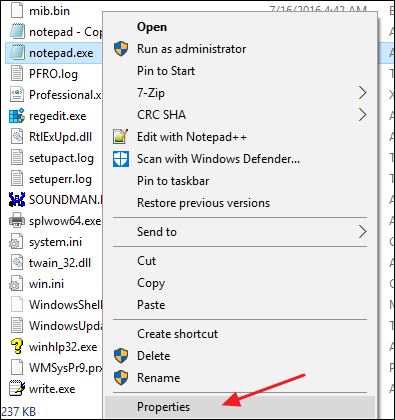 mib.bin
7/16/2016 4:42 AM
notepad - Cop
notepad.exe
PFRO.log
Professional.x
regedit.exe
RtlExUpd.dll
setupact.log
setuperr.log
SOUNDMAN.
splwow64.exe
system.ini
twain_32.dll
win.ini
WindowsShell
WindowsUpda
winhlp32.exe
WMSysPr9.pr
write.exe
237 KB
Open
Run as administrator
Pin to Start
7-Zip
CRC SHA
Edit with Notepad++
Scan with Windows Defender...
Pin to taskbar
Restore previous versions
Send to
Cut
Copy
Paste
Create shortcut
Delete
Rename
Properties